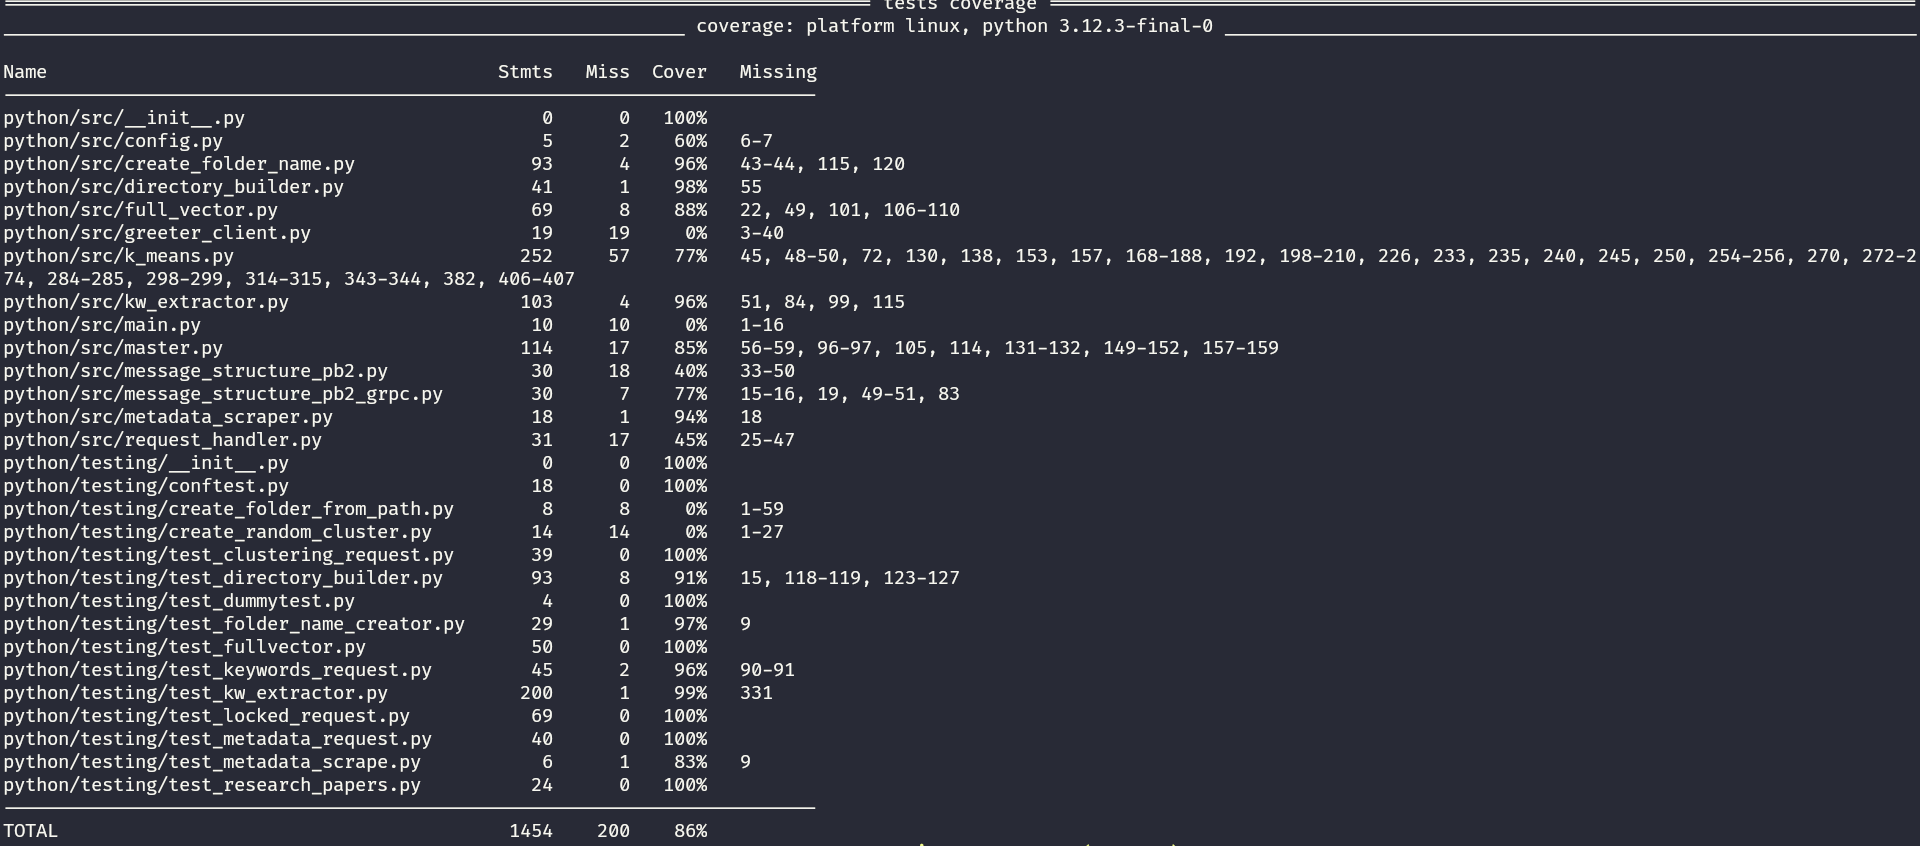 tests coverage
coverage: platform linux, python 3.12.3-final-0
Name Stmts Miss Cover Missing
python/src/__init__.py 0 0 100%
python/src/config.py 5 2 60% 6-7
python/src/create_folder_name.py 93 4 96% 43-44, 115, 120
python/src/directory_builder.py 41 1 98% 55
python/src/full_vector.py 69 8 88% 22, 49, 101, 106-110
python/src/greeter_client.py 19 19 0% 3-40
python/src/k_means.py 252 57 77% 45, 48-50, 72, 130, 138, 153, 157, 168-188, 192, 198-210, 226, 233, 235, 240, 245, 250, 254-256, 270, 272-2
74, 284-285, 298-299, 314-315, 343-344, 382, 406-407
python/src/kw_extractor.py 103 4 96% 51, 84, 99, 115
python/src/main.py 10 10 0% 1-16
python/src/master.py 114 17 85% 56-59, 96-97, 105, 114, 131-132, 149-152, 157-159
python/src/message_structure_pb2.py 30 18 40% 33-50
python/src/message_structure_pb2_grpc.py 30 7 77% 15-16, 19, 49-51, 83
python/src/metadata_scraper.py 18 1 94% 18
python/src/request_handler.py 31 17 45% 25-47
python/testing/__init__.py 0 0 100%
python/testing/conftest.py 18 0 100%
python/testing/create_folder_from_path.py 8 8 0% 1-59
python/testing/create_random_cluster.py 14 14 0% 1-27
python/testing/test_clustering_request.py 39 0 100%
python/testing/test_directory_builder.py 93 8 91% 15, 118-119, 123-127
python/testing/test_dummytest.py 4 0 100%
python/testing/test_folder_name_creator.py 29 1 97% 9
python/testing/test_fullvector.py 50 0 100%
python/testing/test_keywords_request.py 45 2 96% 90-91
python/testing/test_kw_extractor.py 200 1 99% 331
python/testing/test_locked_request.py 69 0 100%
python/testing/test_metadata_request.py 40 0 100%
python/testing/test_metadata_scrape.py 6 1 83% 9
python/testing/test_research_papers.py 24 0 100%
TOTAL 1454 200 86%